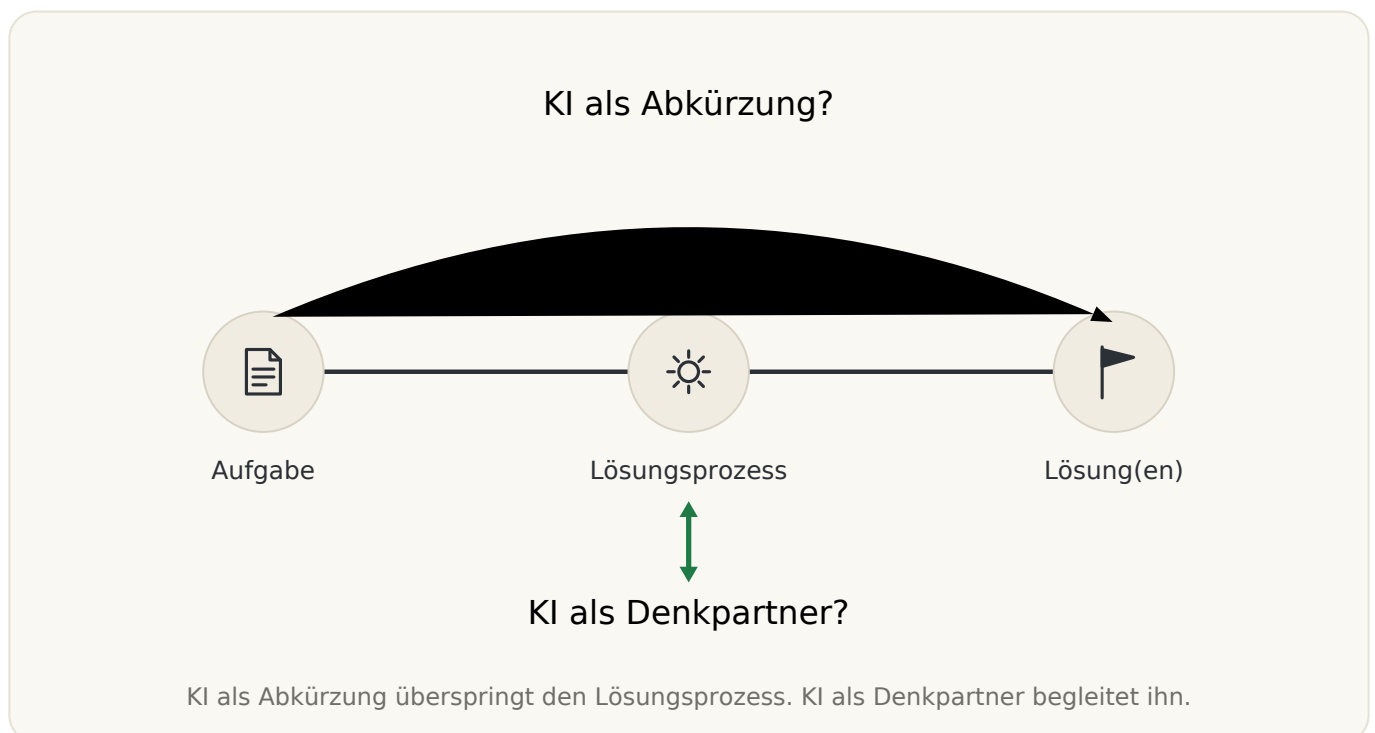 KI als Abkürzung?
Aufgabe
Lösungsprozess
Lösung(en)
KI als Denkpartner?
KI als Abkürzung überspringt den Lösungsprozess. KI als Denkpartner begleitet ihn.